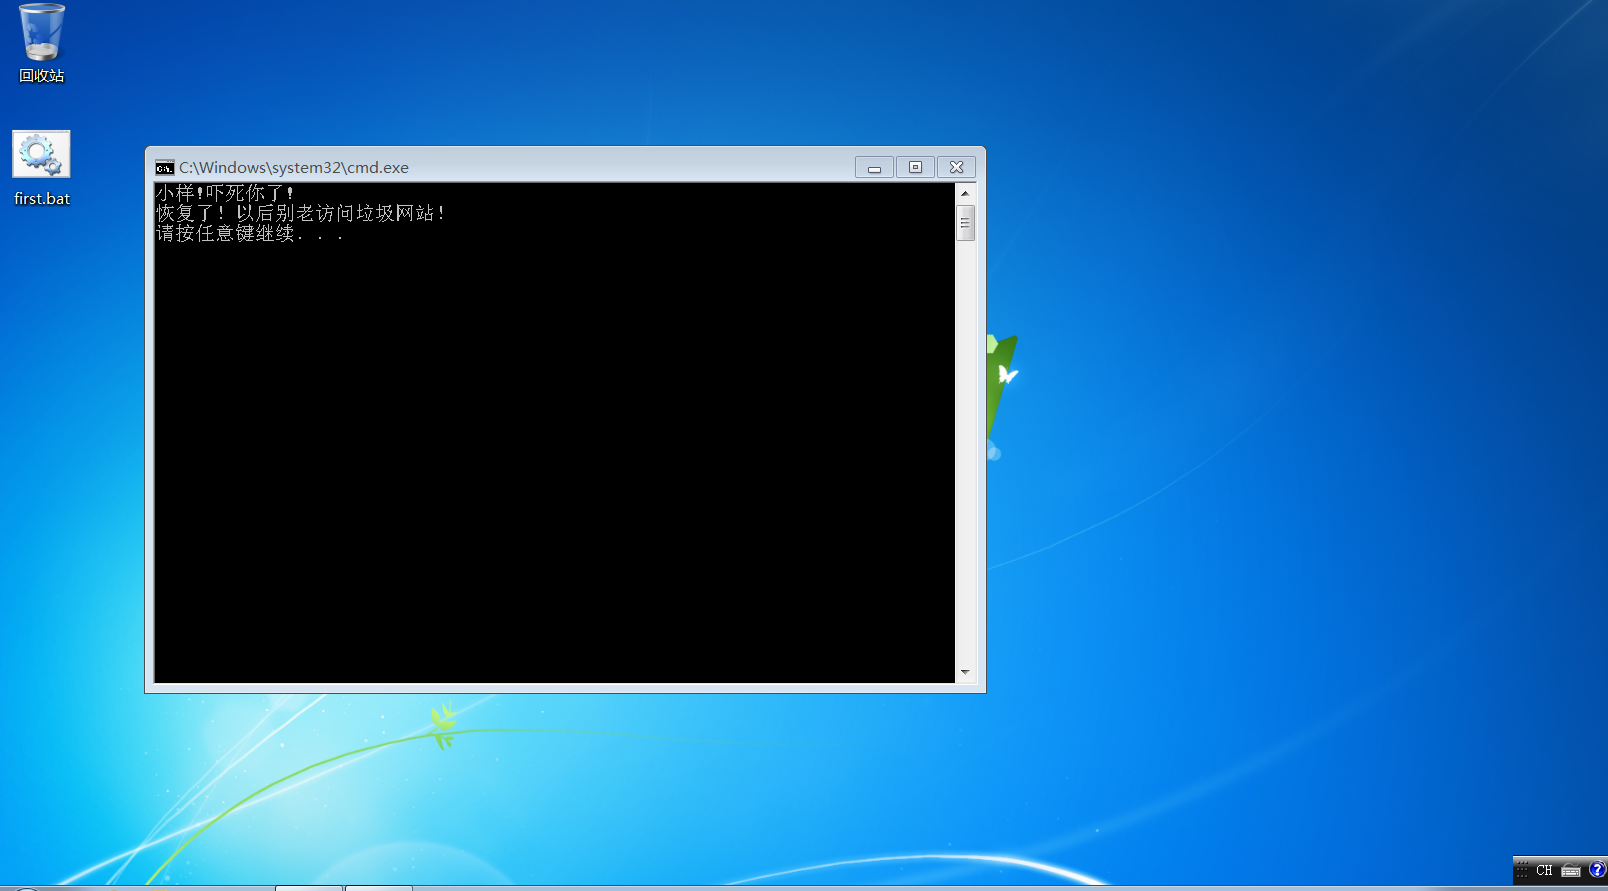 回收站
first.bat
C:\Windows\system32\cmd.exe
小样!吓死你了!
恢复了! 以后别老访问垃圾网站!
请按任意键继续. . .
CH